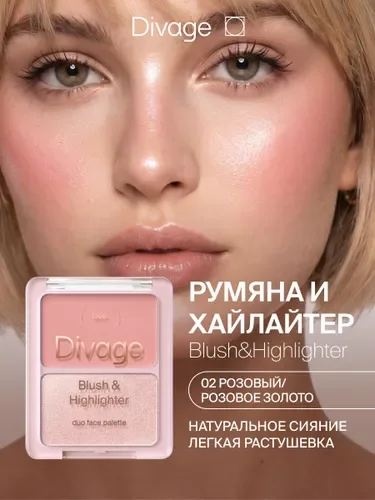 Divage
РУМЯНА И
ХАЙЛАЙТЕР
Blush&Highlighter
02 РОЗОВЫЙ/
РОЗОВОЕ ЗОЛОТО
НАТУРАЛЬНОЕ СИЯНИЕ
ЛЕГКАЯ РАСТУШЕВКА
Divage
Blush &
Highlighter
duo face palette